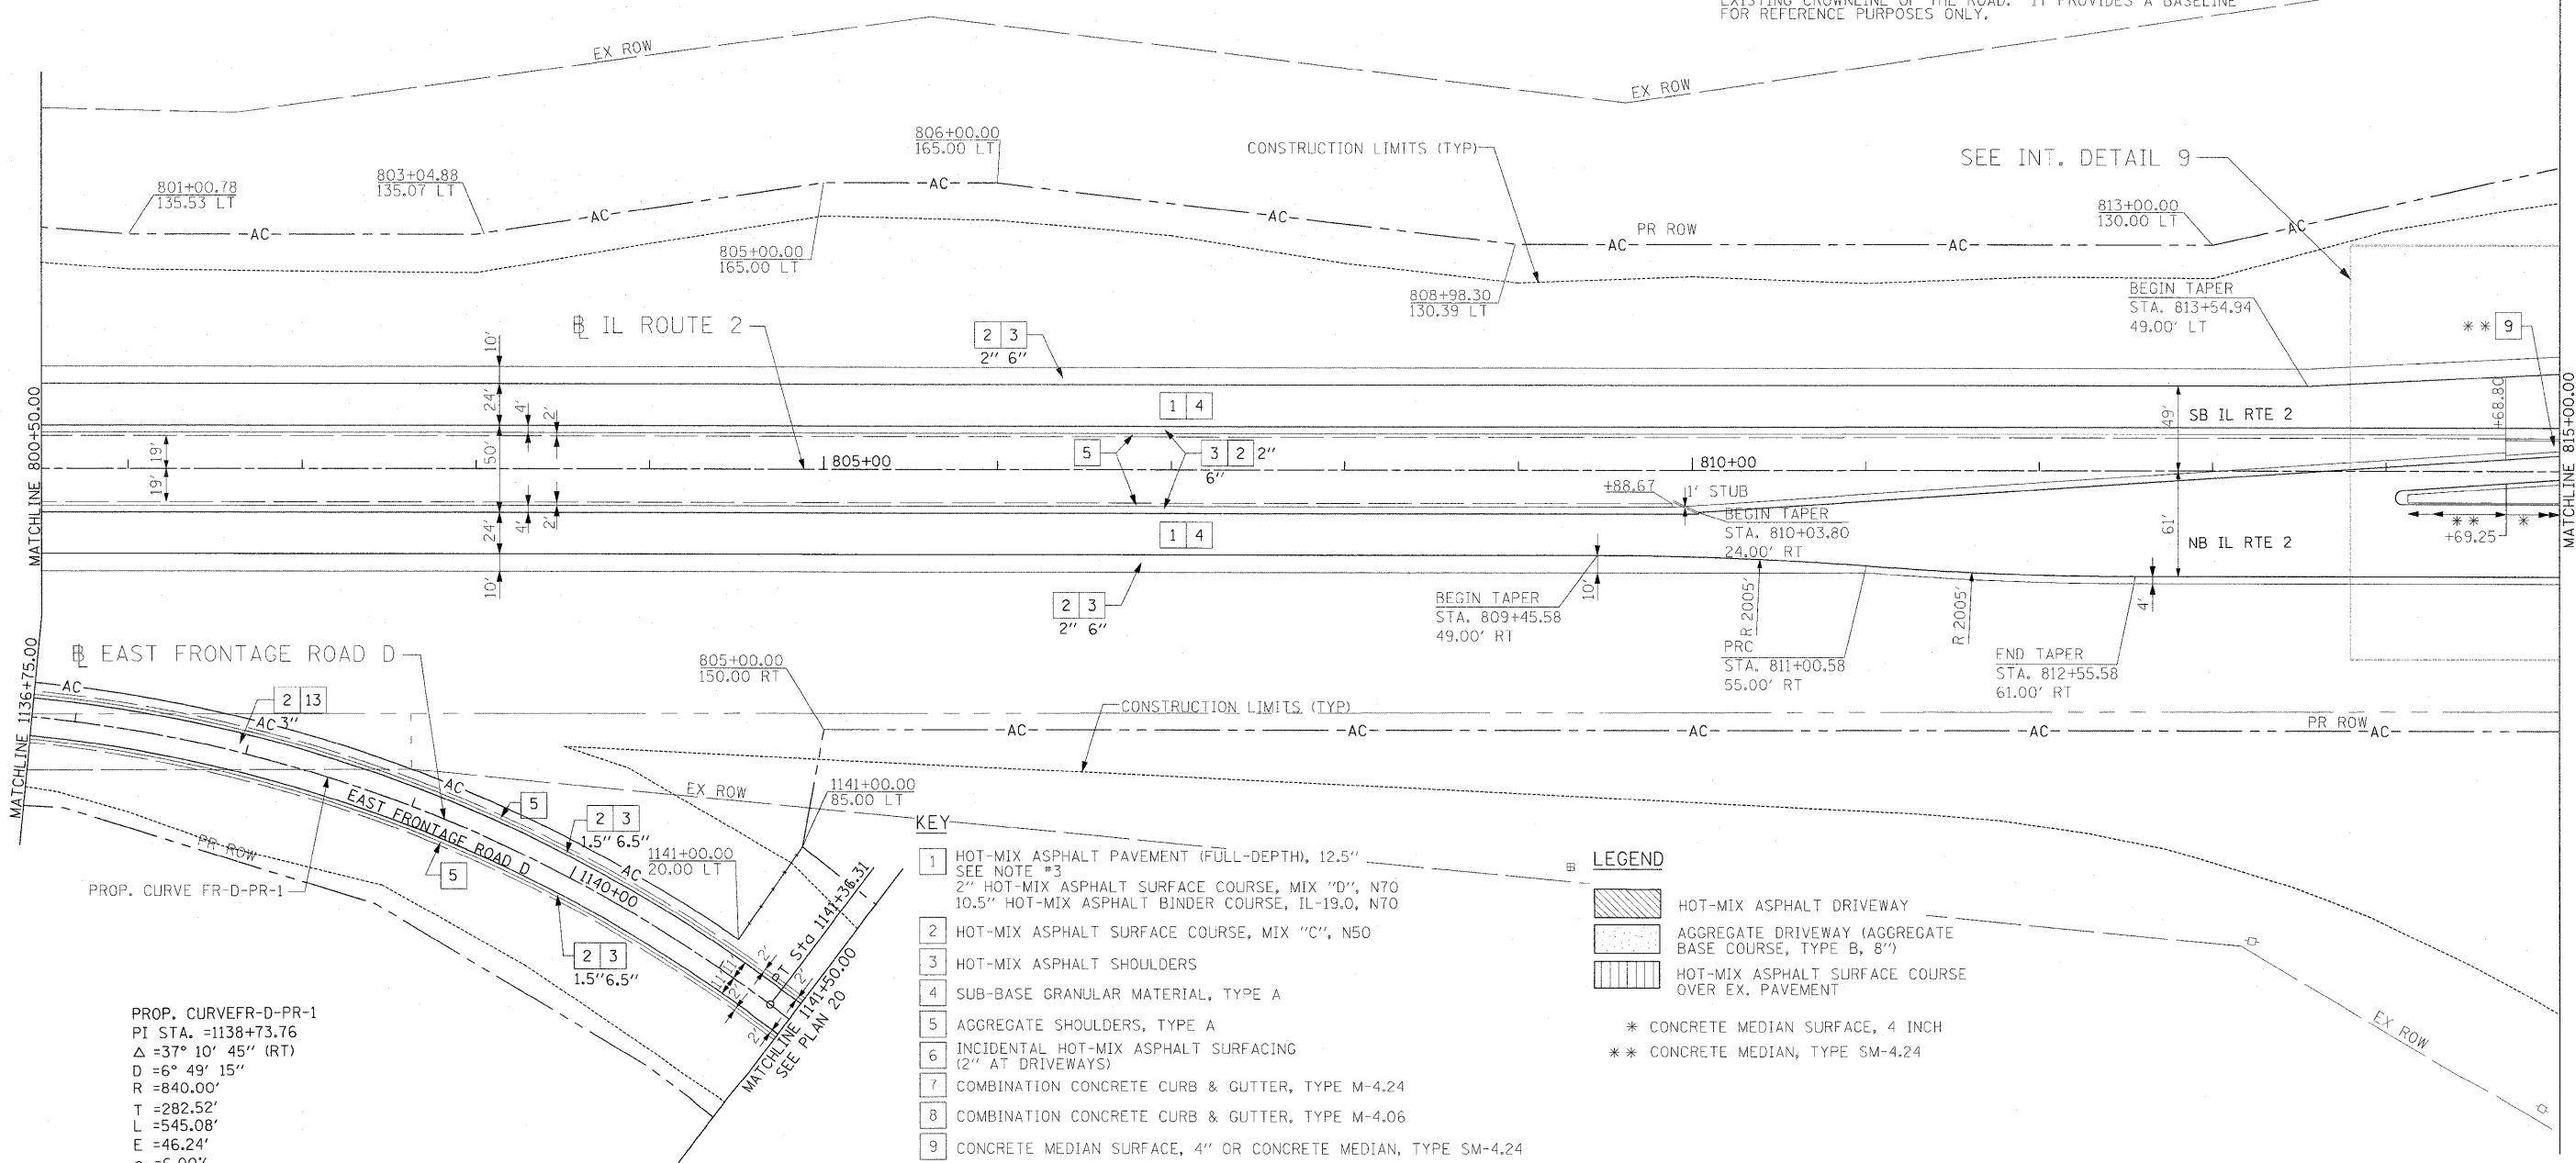 EXISTING CROWNLINE OF THE ROAD. IT PROVIDES A BASELINE
FOR REFERENCE PURPOSES ONLY.
EX ROW
EX ROW
806+00.00
165.00 LT
CONSTRUCTION LIMITS (TYP)
SEE INT. DETAIL 9
801+00.78
135.53 LT
803+04.88
135.07 LT
AC
AC
AC
AC
805+00.00
165.00 LT
808+98.30
130.39 LT
AC
PR ROW
AC
AC
813+00.00
130.00 LT
BEGIN TAPER
STA. 813+54.94
49.00' LT
℄ IL ROUTE 2
2 3
2" 6"
* * 9
MATCHLINE 800+50.00
10'
24'
4'
2'
50'
19'
19'
24'
4'
2'
10'
1 4
5
3 2 2"
6"
805+00
810+00
1 4
2 3
2" 6"
+88.67
1' STUB
BEGIN TAPER
STA. 810+03.80
24.00' RT
49'
61'
SB IL RTE 2
NB IL RTE 2
+68.80
* *
*
+69.25
MATCHLINE 815+00.00
BEGIN TAPER
STA. 809+45.58
49.00' RT
10'
R 2005'
PRC
STA. 811+00.58
55.00' RT
R 2005'
END TAPER
STA. 812+55.58
61.00' RT
4'
MATCHLINE 1136+75.00
℄ EAST FRONTAGE ROAD D
AC
2 13
AC 3"
805+00.00
150.00 RT
CONSTRUCTION LIMITS (TYP)
AC
AC
AC
AC
PR ROW
AC
AC
EX ROW
1141+00.00
85.00 LT
5
2 3
1.5" 6.5"
EAST FRONTAGE ROAD D
1140+00
AC
1141+00.00
20.00 LT
PR ROW
PROP. CURVE FR-D-PR-1
5
2 3
1.5"6.5"
11'
11'
2'
2'
2'
2'
PT Sta 1141+36.31
MATCHLINE 1141+50.00
SEE PLAN 20
PROP. CURVEFR-D-PR-1
PI STA. =1138+73.76
Δ =37° 10' 45" (RT)
D =6° 49' 15"
R =840.00'
T =282.52'
L =545.08'
E =46.24'
KEY
1 HOT-MIX ASPHALT PAVEMENT (FULL-DEPTH), 12.5"
SEE NOTE #3
2" HOT-MIX ASPHALT SURFACE COURSE, MIX "D", N70
10.5" HOT-MIX ASPHALT BINDER COURSE, IL-19.0, N70
2 HOT-MIX ASPHALT SURFACE COURSE, MIX "C", N50
3 HOT-MIX ASPHALT SHOULDERS
4 SUB-BASE GRANULAR MATERIAL, TYPE A
5 AGGREGATE SHOULDERS, TYPE A
6 INCIDENTAL HOT-MIX ASPHALT SURFACING
(2" AT DRIVEWAYS)
7 COMBINATION CONCRETE CURB & GUTTER, TYPE M-4.24
8 COMBINATION CONCRETE CURB & GUTTER, TYPE M-4.06
9 CONCRETE MEDIAN SURFACE, 4" OR CONCRETE MEDIAN, TYPE SM-4.24
LEGEND
HOT-MIX ASPHALT DRIVEWAY
AGGREGATE DRIVEWAY (AGGREGATE
BASE COURSE, TYPE B, 8")
HOT-MIX ASPHALT SURFACE COURSE
OVER EX. PAVEMENT
* CONCRETE MEDIAN SURFACE, 4 INCH
* * CONCRETE MEDIAN, TYPE SM-4.24
EX ROW